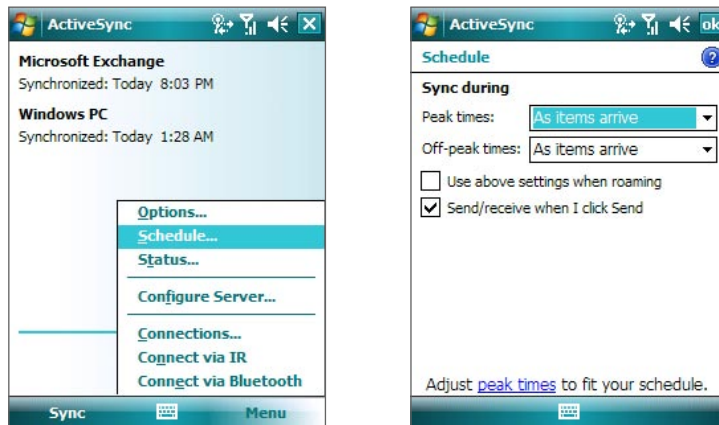 ActiveSync
Microsoft Exchange
Synchronized: Today 8:03 PM
Windows PC
Synchronized: Today 1:28 AM
Options...
Schedule...
Status...
Configure Server...
Connections...
Connect via IR
Connect via Bluetooth
Sync Menu
ActiveSync ok
Schedule ?
Sync during
Peak times: As items arrive
Off-peak times: As items arrive
Use above settings when roaming
Send/receive when I click Send
Adjust peak times to fit your schedule.